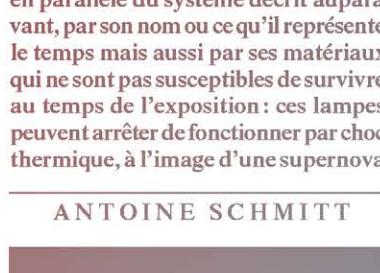 en parallèle du système décrit aupara
vant, par son nom ou ce qu'il représente
le temps mais aussi par ses matériaux
qui ne sont pas susceptibles de survivre
au temps de l'exposition : ces lampes
peuvent arrêter de fonctionner par choc
thermique, à l'image d'une supernova
ANTOINE SCHMITT